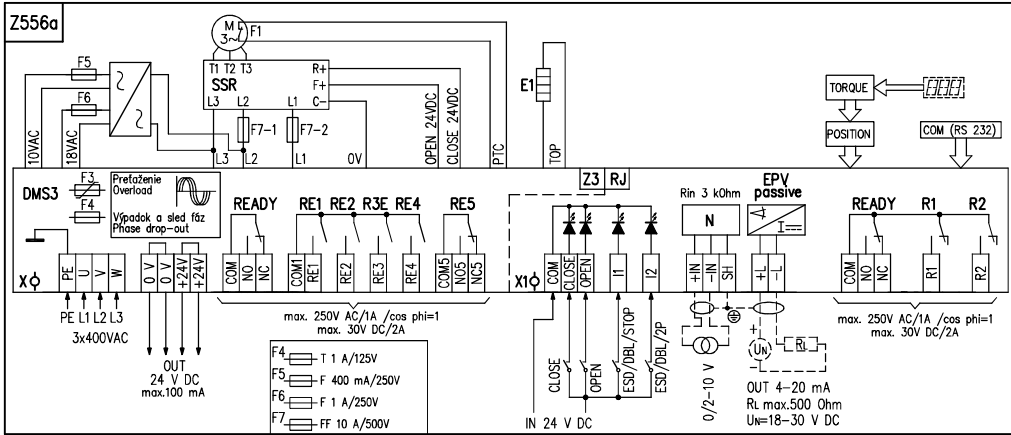 Z556a
M
3~
F1
T1 T2 T3
SSR
R+
F+
C-
L3 L2 L1
F5
F6
F7-1
F7-2
E1
TORQUE
POSITION
COM (RS 232)
10VAC
18VAC
L3
L2
L1
0V
OPEN 24VDC
CLOSE 24VDC
PTC
TOP
DMS3
F3
F4
Preťaženie
Overload
Výpadok a sled fáz
Phase drop-out
READY
RE1
RE2
R3E
RE4
RE5
Z3
RJ
Rin 3 kOhm
N
EPV
passive
I
READY
R1
R2
X
PE
U
V
W
0 V
0 V
+24V
+24V
COM
NO
NC
COM1
RE1
RE2
RE3
RE4
COM5
NO5
NC5
X1
COM
CLOSE
OPEN
I1
I2
+IN
-IN
SH
+L
-L
COM
NO
NC
R1
R2
PE L1 L2 L3
3x400VAC
OUT
24 V DC
max.100 mA
max. 250V AC/1A /cos phi=1
max. 30V DC/2A
F4 T 1 A/125V
F5 F 400 mA/250V
F6 F 1 A/250V
F7 FF 10 A/500V
CLOSE
OPEN
ESD/DBL/STOP
ESD/DBL/2P
IN 24 V DC
0/2-10 V
+
UN
-
RL
OUT 4-20 mA
RL max.500 Ohm
UN=18-30 V DC
max. 250V AC/1A /cos phi=1
max. 30V DC/2A